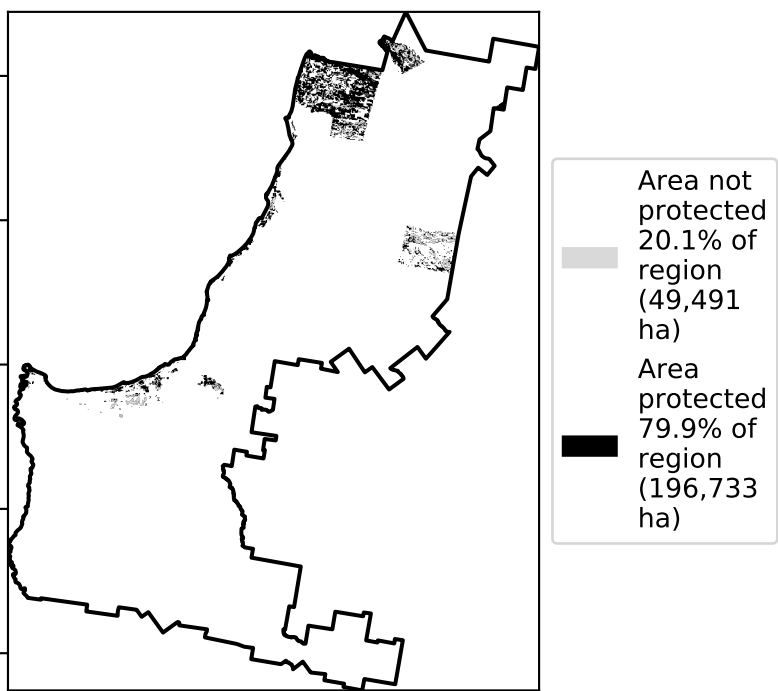 Area not
protected
20.1% of
region
(49,491
ha)
Area
protected
79.9% of
region
(196,733
ha)